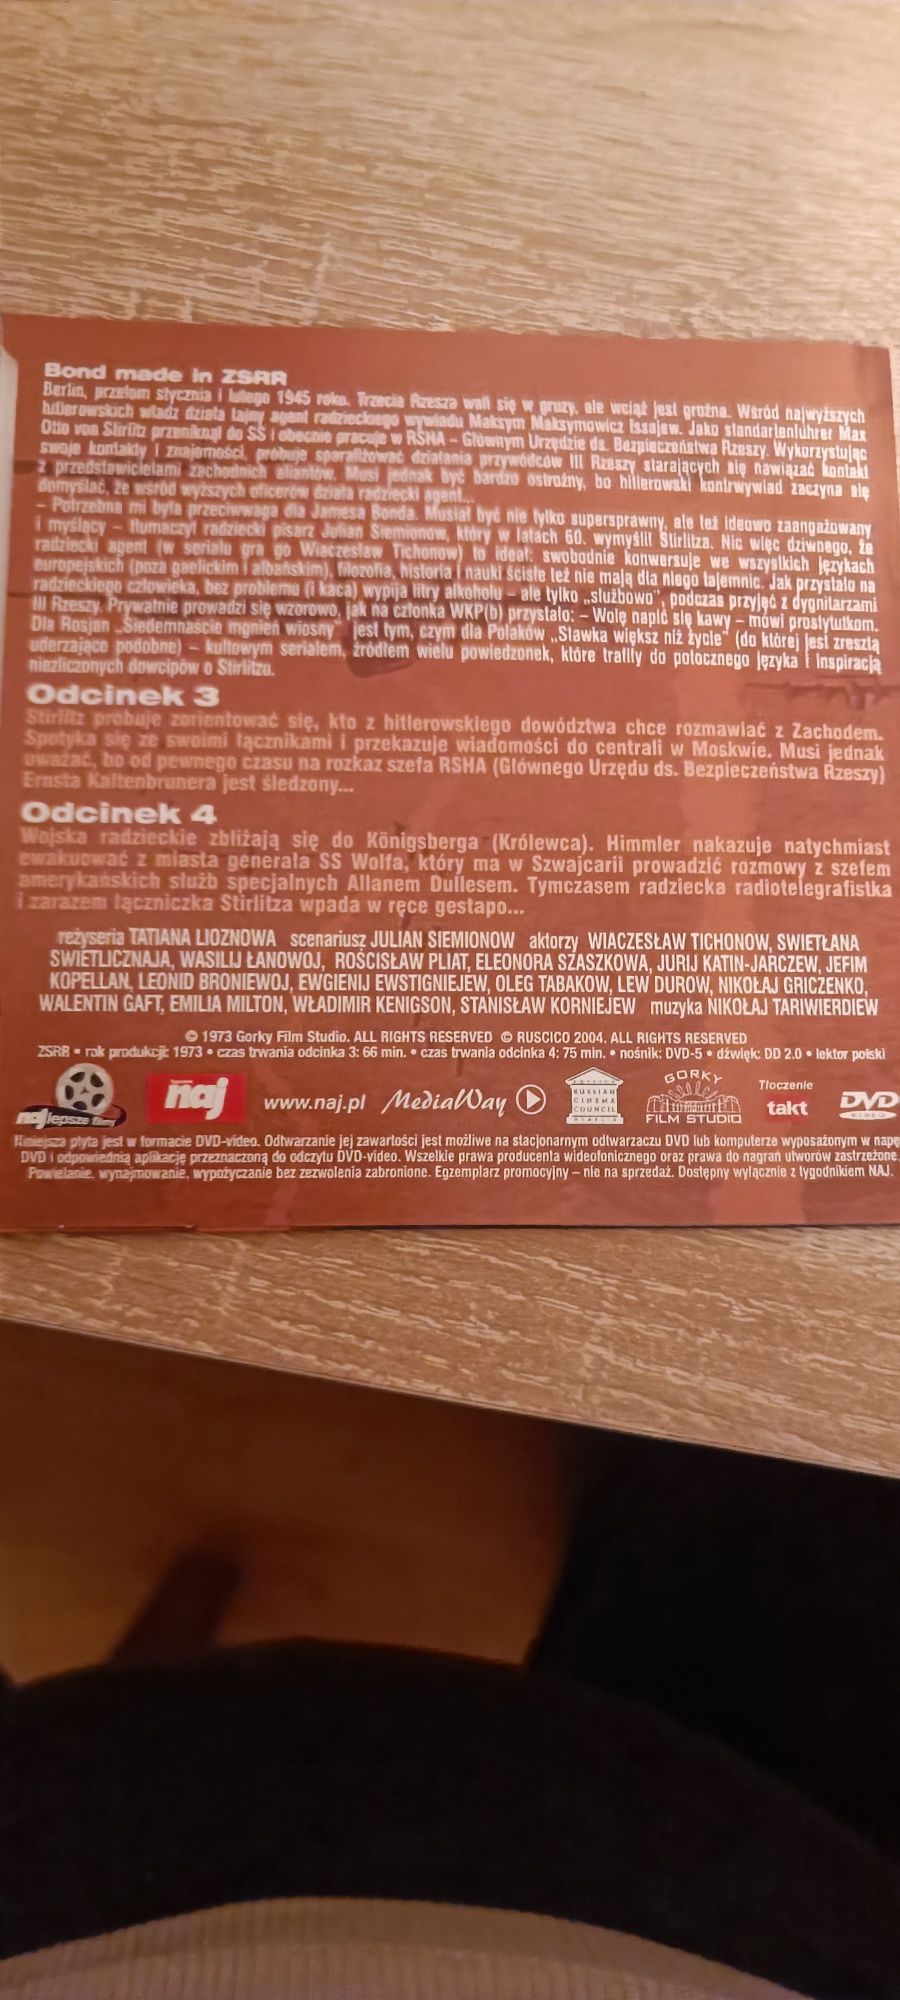 Bond made in ZSRR
Berlin, przełom stycznia i lutego 1945 roku. Trzecia Rzesza wali się w gruzy, ale wciąż jest groźna. Wśród najwyższych
hitlerowskich władz działa tajny agent radzieckiego wywiadu Maksym Maksymowicz Issajew. Jako standartenführer Max
Otto von Stirlitz przeniknął do SS i obecnie pracuje w RSHA – Głównym Urzędzie ds. Bezpieczeństwa Rzeszy. Wykorzystując
swoje kontakty i znajomości, próbuje sparaliżować działania przywódców III Rzeszy starających się nawiązać kontakt
z przedstawicielami zachodnich aliantów. Musi jednak być bardzo ostrożny, bo hitlerowski kontrwywiad zaczyna się
domyślać, że wśród wyższych oficerów działa radziecki agent...
– Potrzebna mi była przeciwwaga dla Jamesa Bonda. Musiał być nie tylko supersprawny, ale też ideowo zaangażowany
i myślący – tłumaczył radziecki pisarz Julian Siemionow, który w latach 60. wymyślił Stirlitza. Nic więc dziwnego, że
radziecki agent (w serialu gra go Wiaczesław Tichonow) to ideał: swobodnie konwersuje we wszystkich językach
europejskich (poza gaelickim i albańskim), filozofia, historia i nauki ścisłe też nie mają dla niego tajemnic. Jak przystało na
radzieckiego człowieka, bez problemu (i kaca) wypija litry alkoholu – ale tylko „służbowo”, podczas przyjęć z dygnitarzami
III Rzeszy. Prywatnie prowadzi się wzorowo, jak na członka WKP(b) przystało: – Wolę napić się kawy – mówi prostytutkom.
Dla Rosjan „Siedemnaście mgnień wiosny” jest tym, czym dla Polaków „Stawka większ niż życie” (do której jest zresztą
uderzająco podobne) – kultowym serialem, źródłem wielu powiedzonek, które trafiły do potocznego języka i inspiracją
niezliczonych dowcipów o Stirlitzu.
Odcinek 3
Stirlitz próbuje zorientować się, kto z hitlerowskiego dowództwa chce rozmawiać z Zachodem.
Spotyka się ze swoimi łącznikami i przekazuje wiadomości do centrali w Moskwie. Musi jednak
uważać, bo od pewnego czasu na rozkaz szefa RSHA (Głównego Urzędu ds. Bezpieczeństwa Rzeszy)
Ernsta Kaltenbrunera jest śledzony...
Odcinek 4
Wojska radzieckie zbliżają się do Königsberga (Królewca). Himmler nakazuje natychmiast
ewakuować z miasta generała SS Wolfa, który ma w Szwajcarii prowadzić rozmowy z szefem
amerykańskich służb specjalnych Allanem Dullesem. Tymczasem radziecka radiotelegrafistka
i zarazem łączniczka Stirlitza wpada w ręce gestapo...
reżyseria TATIANA LIOZNOWA scenariusz JULIAN SIEMIONOW aktorzy WIACZESŁAW TICHONOW, SWIETŁANA
SWIETLICZNAJA, WASILIJ ŁANOWOJ, ROŚCISŁAW PLIAT, ELEONORA SZASZKOWA, JURIJ KATIN-JARCZEW, JEFIM
KOPELLAN, LEONID BRONIEWOJ, EWGIENIJ EWSTIGNIEJEW, OLEG TABAKOW, LEW DUROW, NIKOŁAJ GRICZENKO,
WALENTIN GAFT, EMILIA MILTON, WŁADIMIR KENIGSON, STANISŁAW KORNIEJEW muzyka NIKOŁAJ TARIWIERDIEW
© 1973 Gorky Film Studio. ALL RIGHTS RESERVED © RUSCICO 2004. ALL RIGHTS RESERVED
ZSRR • rok produkcji: 1973 • czas trwania odcinka 3: 66 min. • czas trwania odcinka 4: 75 min. • nośnik: DVD-5 • dźwięk: DD 2.0 • lektor polski
najlepsze filmy naj www.naj.pl MediaWay RUSSIAN CINEMA COUNCIL GORKY FILM STUDIO Tłoczenie takt DVD VIDEO
Niniejsza płyta jest w formacie DVD-video. Odtwarzanie jej zawartości jest możliwe na stacjonarnym odtwarzaczu DVD lub komputerze wyposażonym w napę
DVD i odpowiednią aplikację przeznaczoną do odczytu DVD-video. Wszelkie prawa producenta wideofonicznego oraz prawa do nagrań utworów zastrzeżone.
Powielanie, wynajmowanie, wypożyczanie bez zezwolenia zabronione. Egzemplarz promocyjny – nie na sprzedaż. Dostępny wyłącznie z tygodnikiem NAJ.